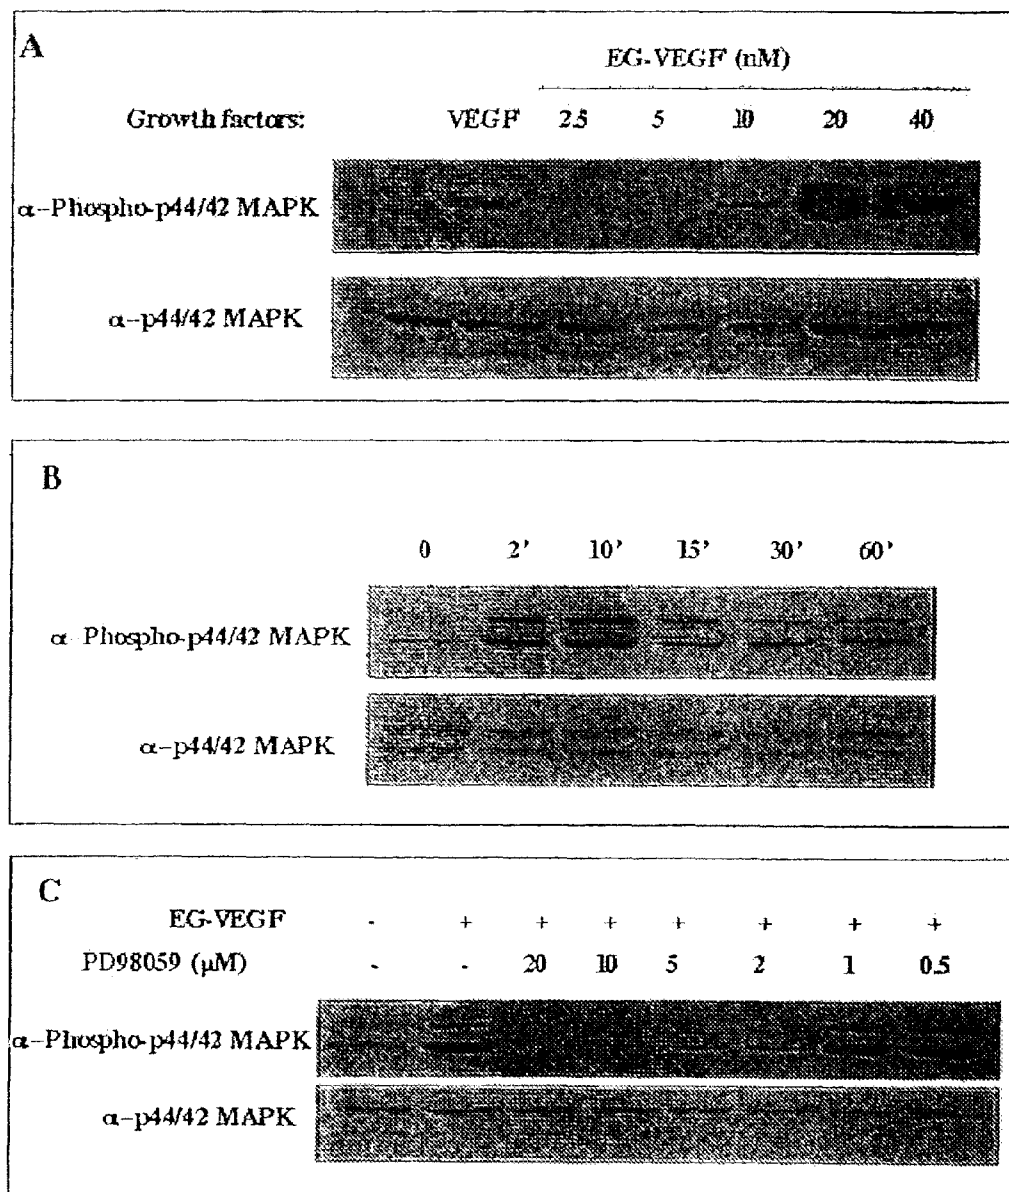 A
EG-VEGF (nM)
Growth factors: VEGF 2.5 5 10 20 40
α-Phospho-p44/42 MAPK
α-p44/42 MAPK
B
0 2' 10' 15' 30' 60'
α-Phospho-p44/42 MAPK
α-p44/42 MAPK
C
EG-VEGF - + + + + + + +
PD98059 (μM) - - 20 10 5 2 1 0.5
α-Phospho-p44/42 MAPK
α-p44/42 MAPK